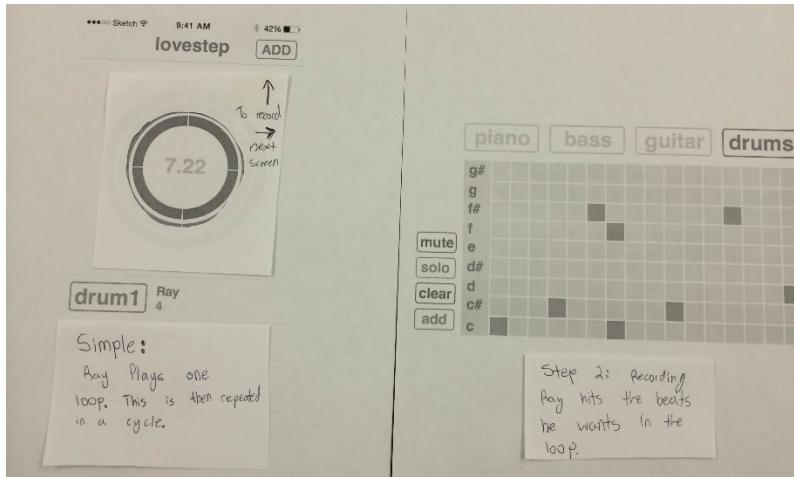 Sketch 9:41 AM 42%
lovestep ADD
To record
next
screen
7.22
drum1 Ray
4
Simple:
Ray Plays one
loop. This is then repeated
in a cycle.
piano bass guitar drums
g#
g
f#
f
mute e
solo d#
d
clear c#
add c
Step 2: Recording
Ray hits the beats
he wants in the
loop.